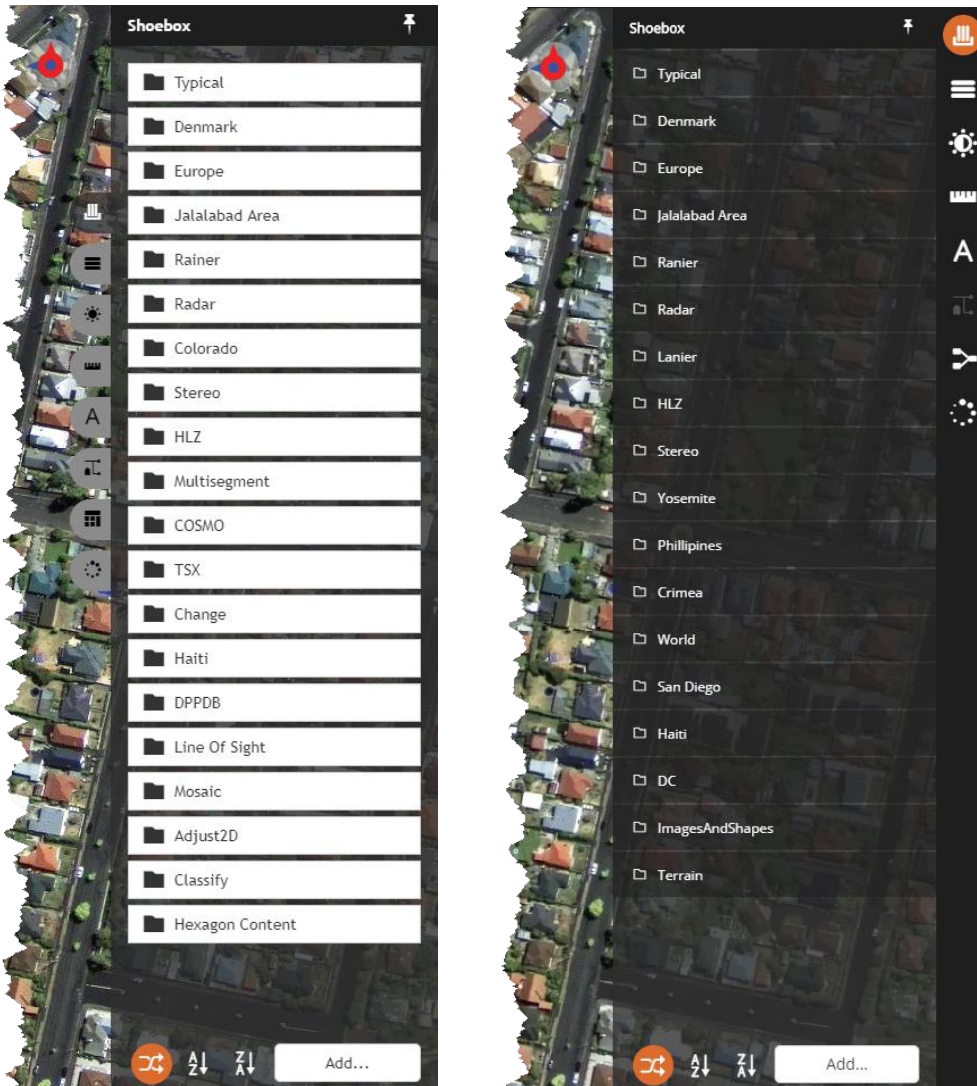 Shoebox
Typical
Denmark
Europe
Jalalabad Area
Rainer
Radar
Colorado
Stereo
HLZ
Multisegment
COSMO
TSX
Change
Haiti
DPPDB
Line Of Sight
Mosaic
Adjust2D
Classify
Hexagon Content
A
A Z
Z A
Add...
Shoebox
Typical
Denmark
Europe
Jalalabad Area
Ranier
Radar
Lanier
HLZ
Stereo
Yosemite
Phillipines
Crimea
World
San Diego
Haiti
DC
ImagesAndShapes
Terrain
A
A Z
Z A
Add...